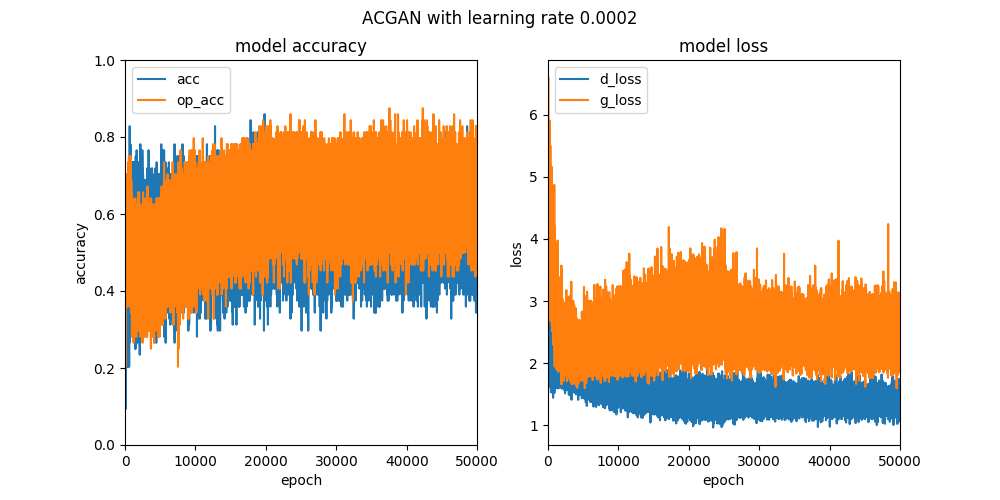 ACGAN with learning rate 0.0002
model accuracy
acc
op_acc
accuracy
0.0
0.2
0.4
0.6
0.8
1.0
0
10000
20000
30000
40000
50000
epoch
model loss
d_loss
g_loss
loss
1
2
3
4
5
6
0
10000
20000
30000
40000
50000
epoch